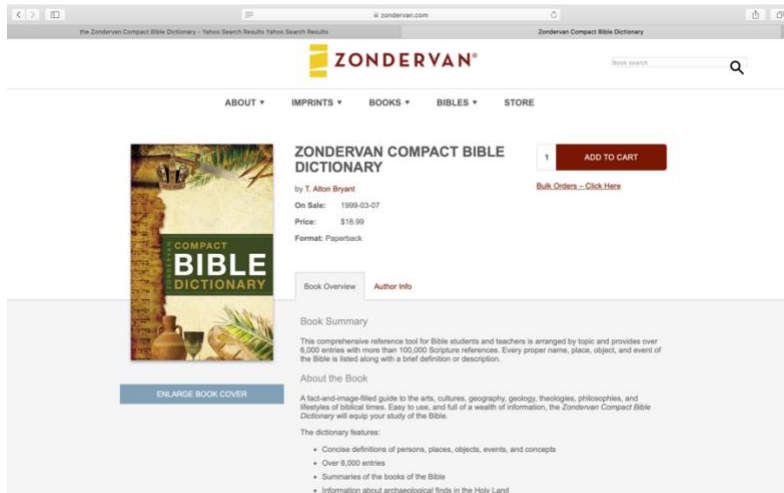 zondervan.com
the Zondervan Compact Bible Dictionary - Yahoo Search Results Yahoo Search Results
Zondervan Compact Bible Dictionary
ZONDERVAN®
Book search
ABOUT ▾ IMPRINTS ▾ BOOKS ▾ BIBLES ▾ STORE
COMPACT
ZONDERVAN
BIBLE
DICTIONARY
ENLARGE BOOK COVER
ZONDERVAN COMPACT BIBLE
DICTIONARY
by T. Alton Bryant
On Sale: 1999-03-07
Price: $18.99
Format: Paperback
1 ADD TO CART
Bulk Orders – Click Here
Book Overview Author Info
Book Summary
This comprehensive reference tool for Bible students and teachers is arranged by topic and provides over
6,000 entries with more than 100,000 Scripture references. Every proper name, place, object, and event of
the Bible is listed along with a brief definition or description.
About the Book
A fact-and-image-filled guide to the arts, cultures, geography, geology, theologies, philosophies, and
lifestyles of biblical times. Easy to use, and full of a wealth of information, the Zondervan Compact Bible
Dictionary will equip your study of the Bible.
The dictionary features:
• Concise definitions of persons, places, objects, events, and concepts
• Over 6,000 entries
• Summaries of the books of the Bible
• Information about archaeological finds in the Holy Land